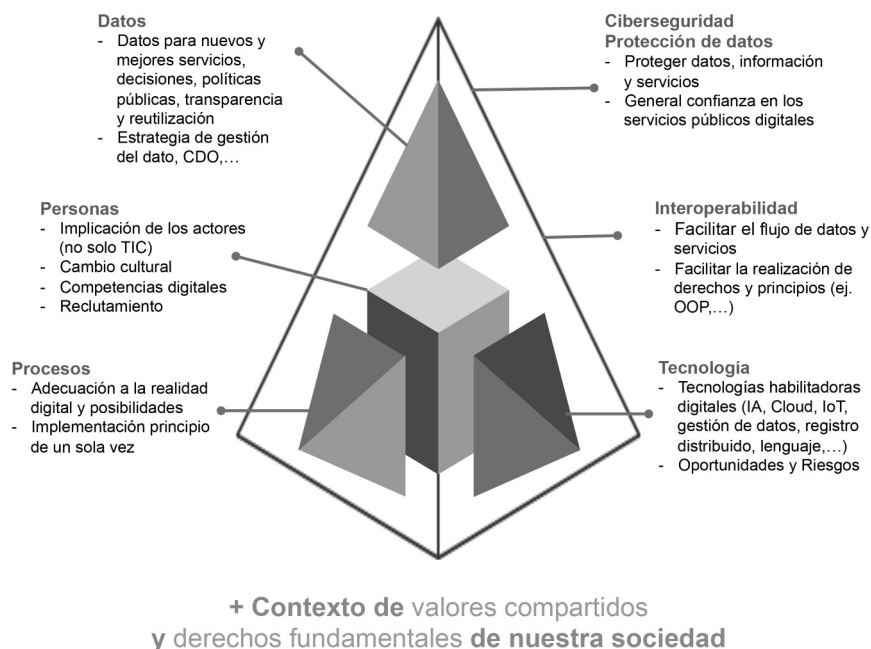 Datos
- Datos para nuevos y
mejores servicios,
decisiones, políticas
públicas, transparencia
y reutilización
- Estrategia de gestión
del dato, CDO,…
Ciberseguridad
Protección de datos
- Proteger datos, información
y servicios
- General confianza en los
servicios públicos digitales
Personas
- Implicación de los actores
(no solo TIC)
- Cambio cultural
- Competencias digitales
- Reclutamiento
Interoperabilidad
- Facilitar el flujo de datos y
servicios
- Facilitar la realización de
derechos y principios (ej.
OOP,…)
Procesos
- Adecuación a la realidad
digital y posibilidades
- Implementación principio
de un sola vez
Tecnología
- Tecnologías habilitadoras
digitales (IA, Cloud, IoT,
gestión de datos, registro
distribuido, lenguaje,…)
- Oportunidades y Riesgos
+ Contexto de valores compartidos
y derechos fundamentales de nuestra sociedad